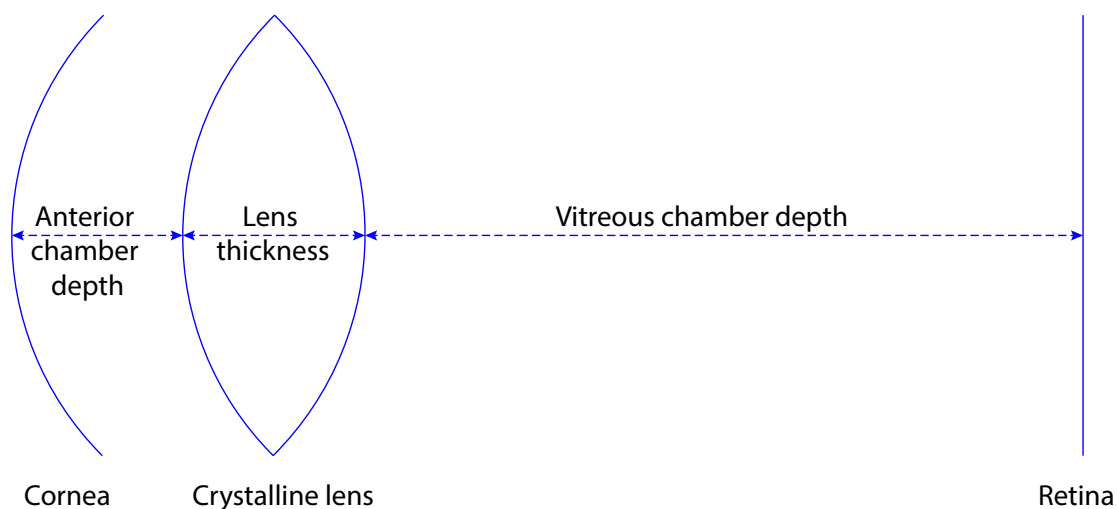 Anterior
chamber
depth
Lens
thickness
Vitreous chamber depth
Cornea
Crystalline lens
Retina